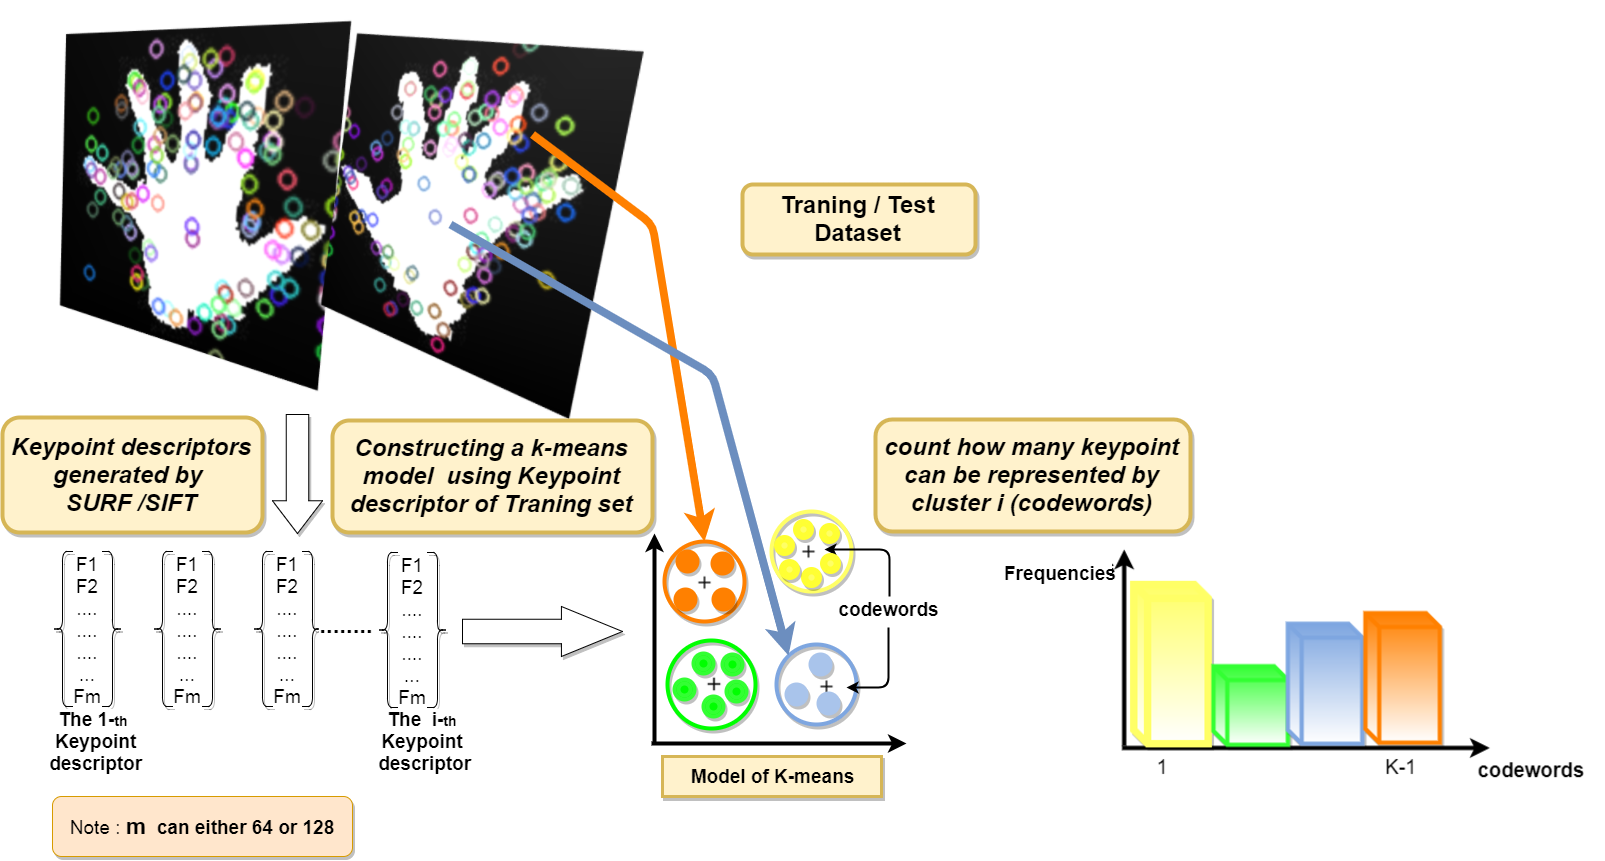 Traning / Test
Dataset
Keypoint descriptors
generated by
SURF /SIFT
Constructing a k-means
model using Keypoint
descriptor of Traning set
count how many keypoint
can be represented by
cluster i (codewords)
F1
F2
....
....
....
...
Fm
F1
F2
....
....
....
...
Fm
F1
F2
....
....
....
...
Fm
........
F1
F2
....
....
....
...
Fm
The 1-th
Keypoint
descriptor
The i-th
Keypoint
descriptor
codewords
Model of K-means
Frequencies
1
K-1
codewords
Note : m can either 64 or 128